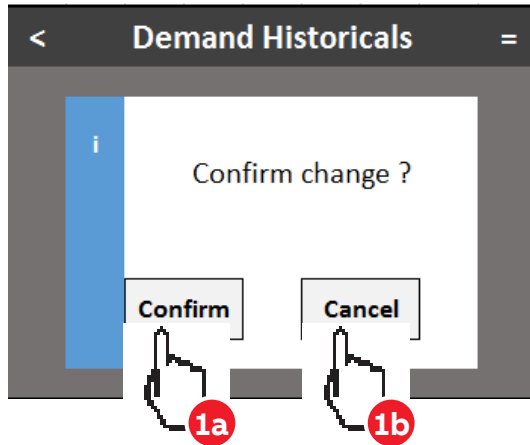 < Demand Historicals =
i
Confirm change ?
Confirm Cancel
1a 1b